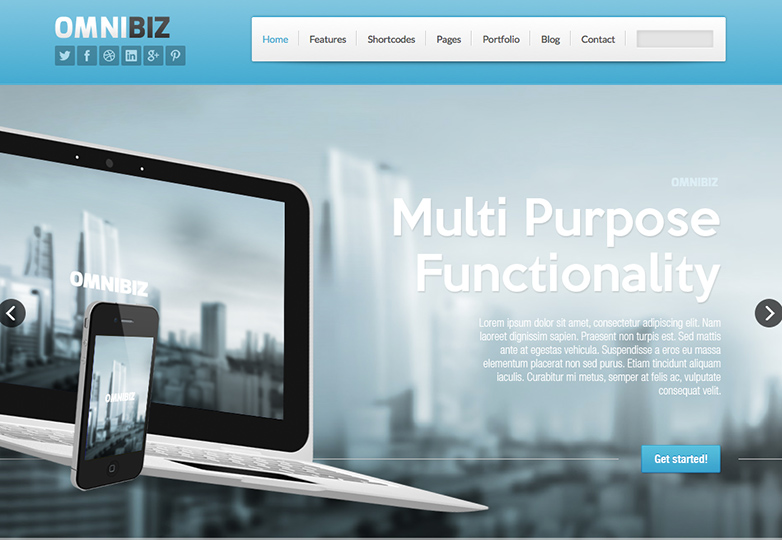 OMNIBIZ
Home Features Shortcodes Pages Portfolio Blog Contact
OMNIBIZ
Multi Purpose
Functionality
Lorem ipsum dolor sit amet, consectetur adipiscing elit. Nam
laoreet dignissim sapien. Praesent non turpis est. Sed mattis
ante at egestas vehicula. Suspendisse a eros eu massa
elementum placerat non sed purus. Etiam tincidunt aliquam
iaculis. Curabitur mi metus, semper at felis ac, vulputate
consequat velit.
OMNIBIZ
OMNIBIZ
Get started!